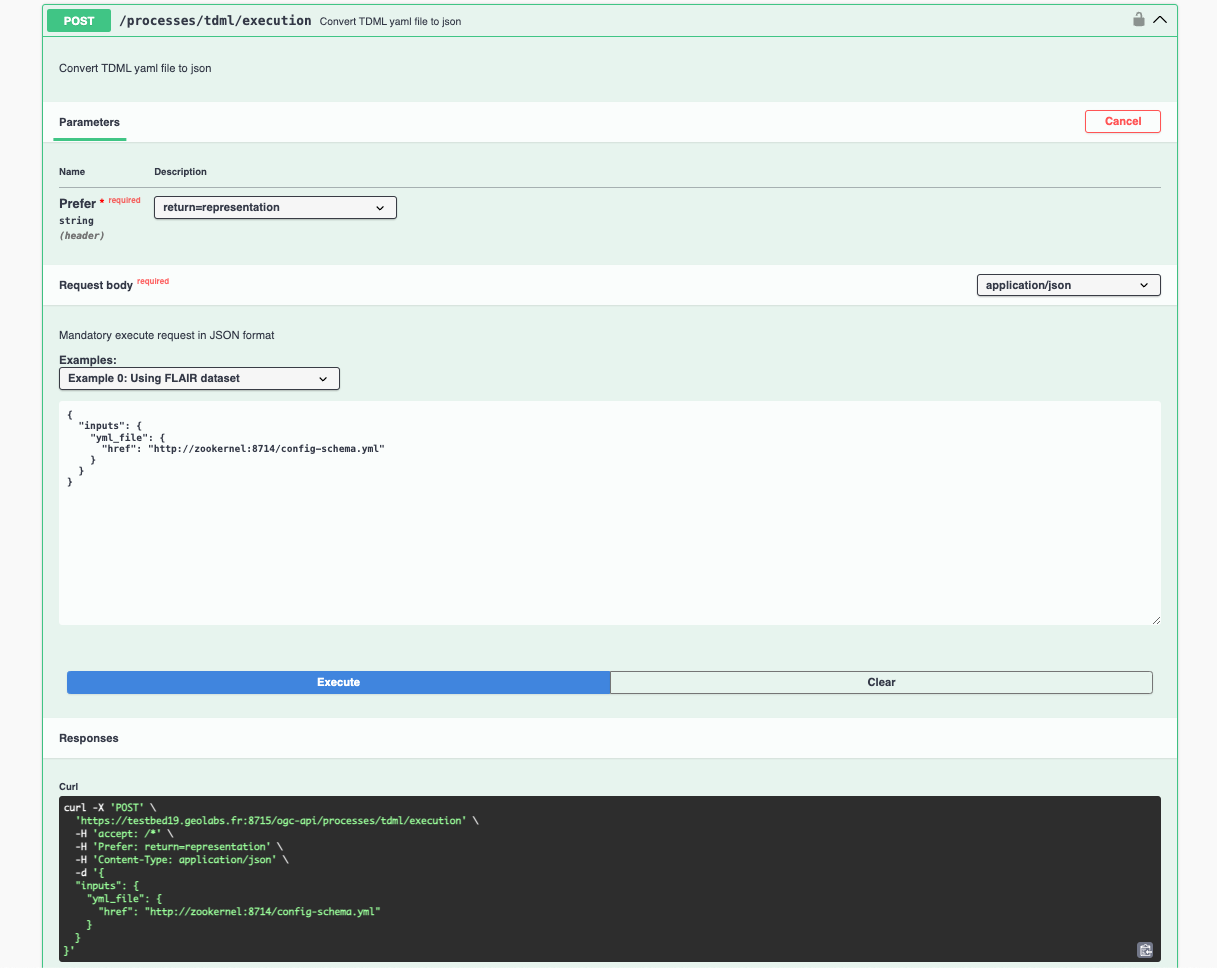 POST /processes/tdml/execution Convert TDML yaml file to json
Convert TDML yaml file to json
Parameters
Cancel
Name Description
Prefer * required
string
(header)
return=representation
Request body required
application/json
Mandatory execute request in JSON format
Examples:
Example 0: Using FLAIR dataset
{
  "inputs": {
    "yml_file": {
      "href": "http://zookernel:8714/config-schema.yml"
    }
  }
}
Execute
Clear
Responses
Curl
curl -X 'POST' \
  'https://testbed19.geolabs.fr:8715/ogc-api/processes/tdml/execution' \
  -H 'accept: /*' \
  -H 'Prefer: return=representation' \
  -H 'Content-Type: application/json' \
  -d '{
  "inputs": {
    "yml_file": {
      "href": "http://zookernel:8714/config-schema.yml"
    }
  }
}'